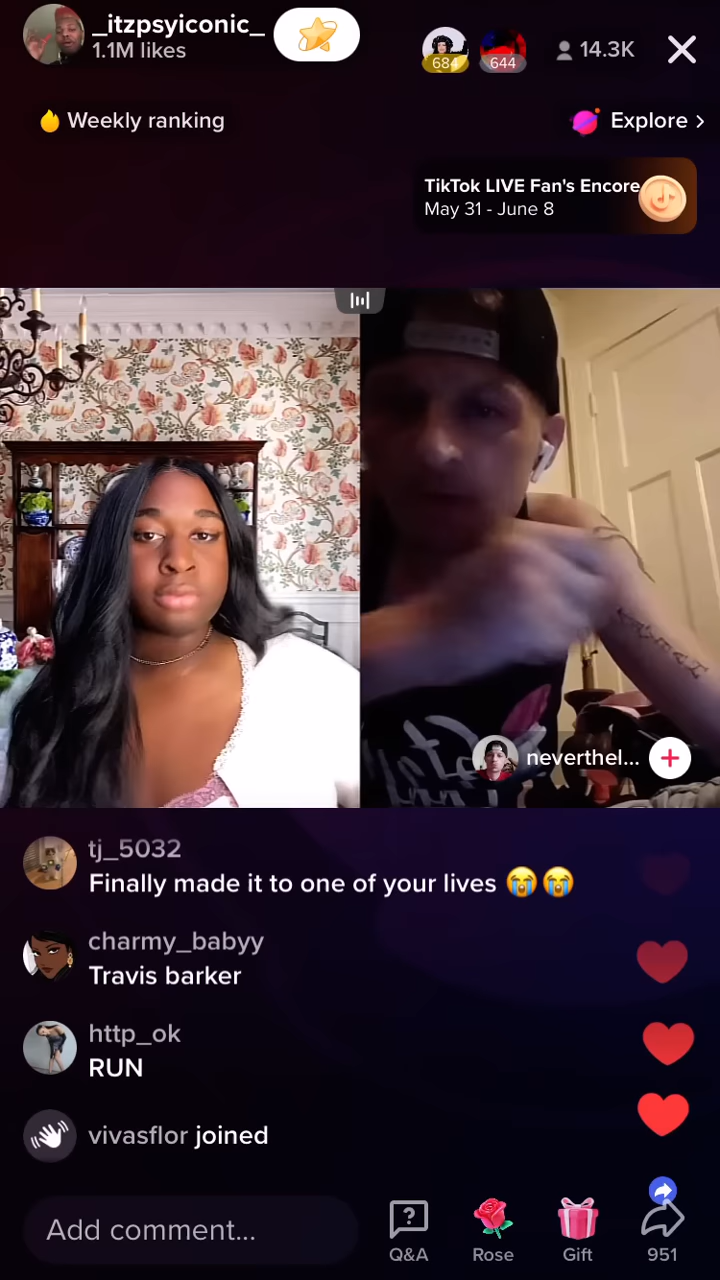 _itzpsyiconic_
1.1M likes
684
644
14.3K
Weekly ranking
Explore
TikTok LIVE Fan's Encore
May 31 - June 8
neverthel...
tj_5032
Finally made it to one of your lives 😭😭
charmy_babyy
Travis barker
http_ok
RUN
vivasflor joined
Add comment...
Q&A
Rose
Gift
951